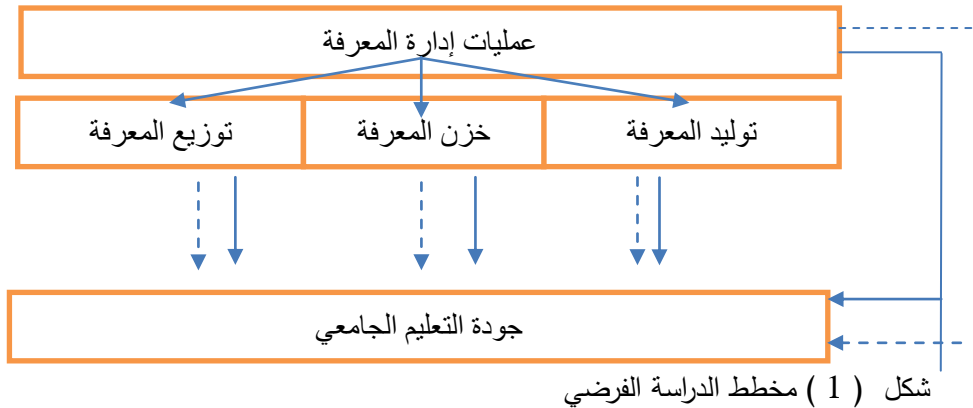 عمليات إدارة المعرفة
توليد المعرفة
خزن المعرفة
توزيع المعرفة
جودة التعليم الجامعي
شكل ( 1 ) مخطط الدراسة الفرضي